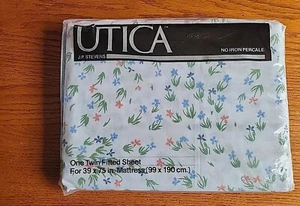 UTICA
J.P. STEVENS
NO IRON PERCALE
One Twin Fitted Sheet
For 39 x 75 in. Mattress (99 x 190 cm.)